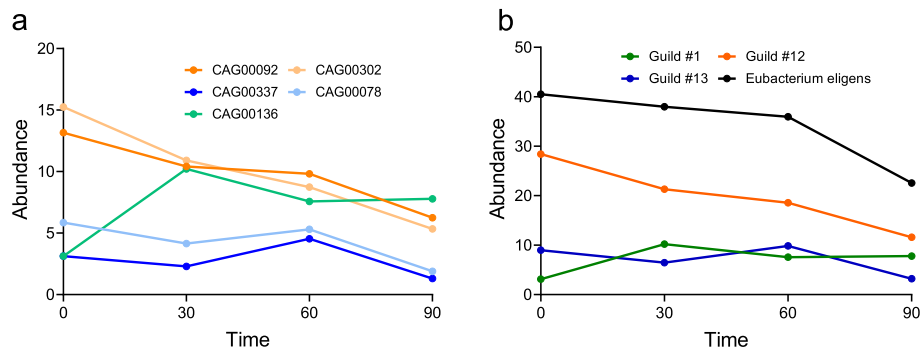 a
20
15
10
5
0
0
30
60
90
Abundance
Time
CAG00092
CAG00302
CAG00337
CAG00078
CAG00136
b
50
40
30
20
10
0
0
30
60
90
Abundance
Time
Guild #1
Guild #12
Guild #13
Eubacterium eligens